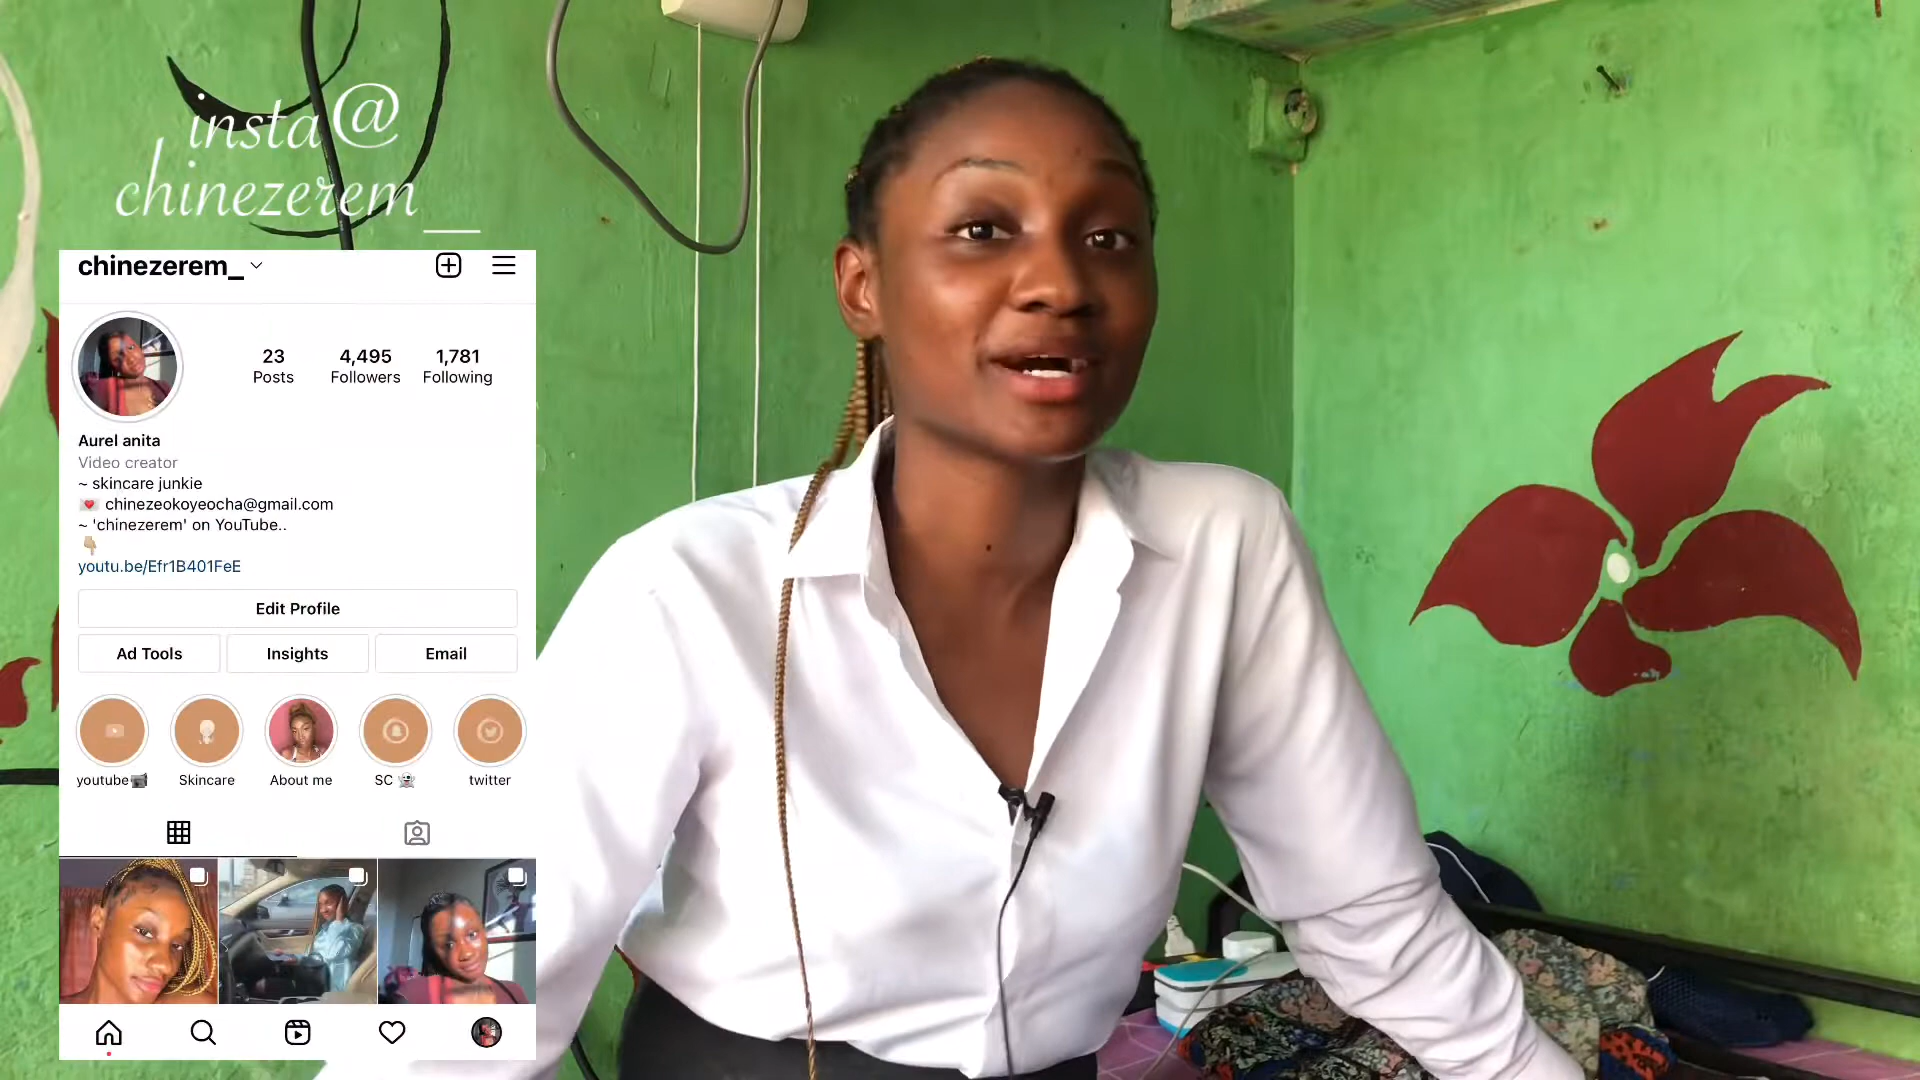 insta@
chinezerem_
chinezerem_
23 4,495 1,781
Posts Followers Following
Aurel anita
Video creator
~ skincare junkie
💌 chinezeokoyeocha@gmail.com
~ 'chinezerem' on YouTube..
👇🏼
youtu.be/Efr1B401FeE
Edit Profile
Ad Tools Insights Email
youtube📹 Skincare About me SC 👻 twitter